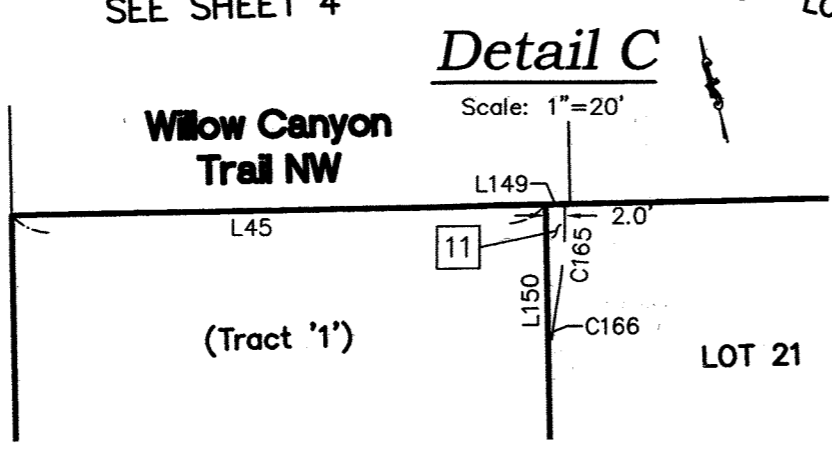 SEE SHEET 4
LO
Detail C
Scale: 1"=20'
Willow Canyon
Trail NW
L149
L45
2.0'
11
C165
L150
C166
(Tract '1')
LOT 21